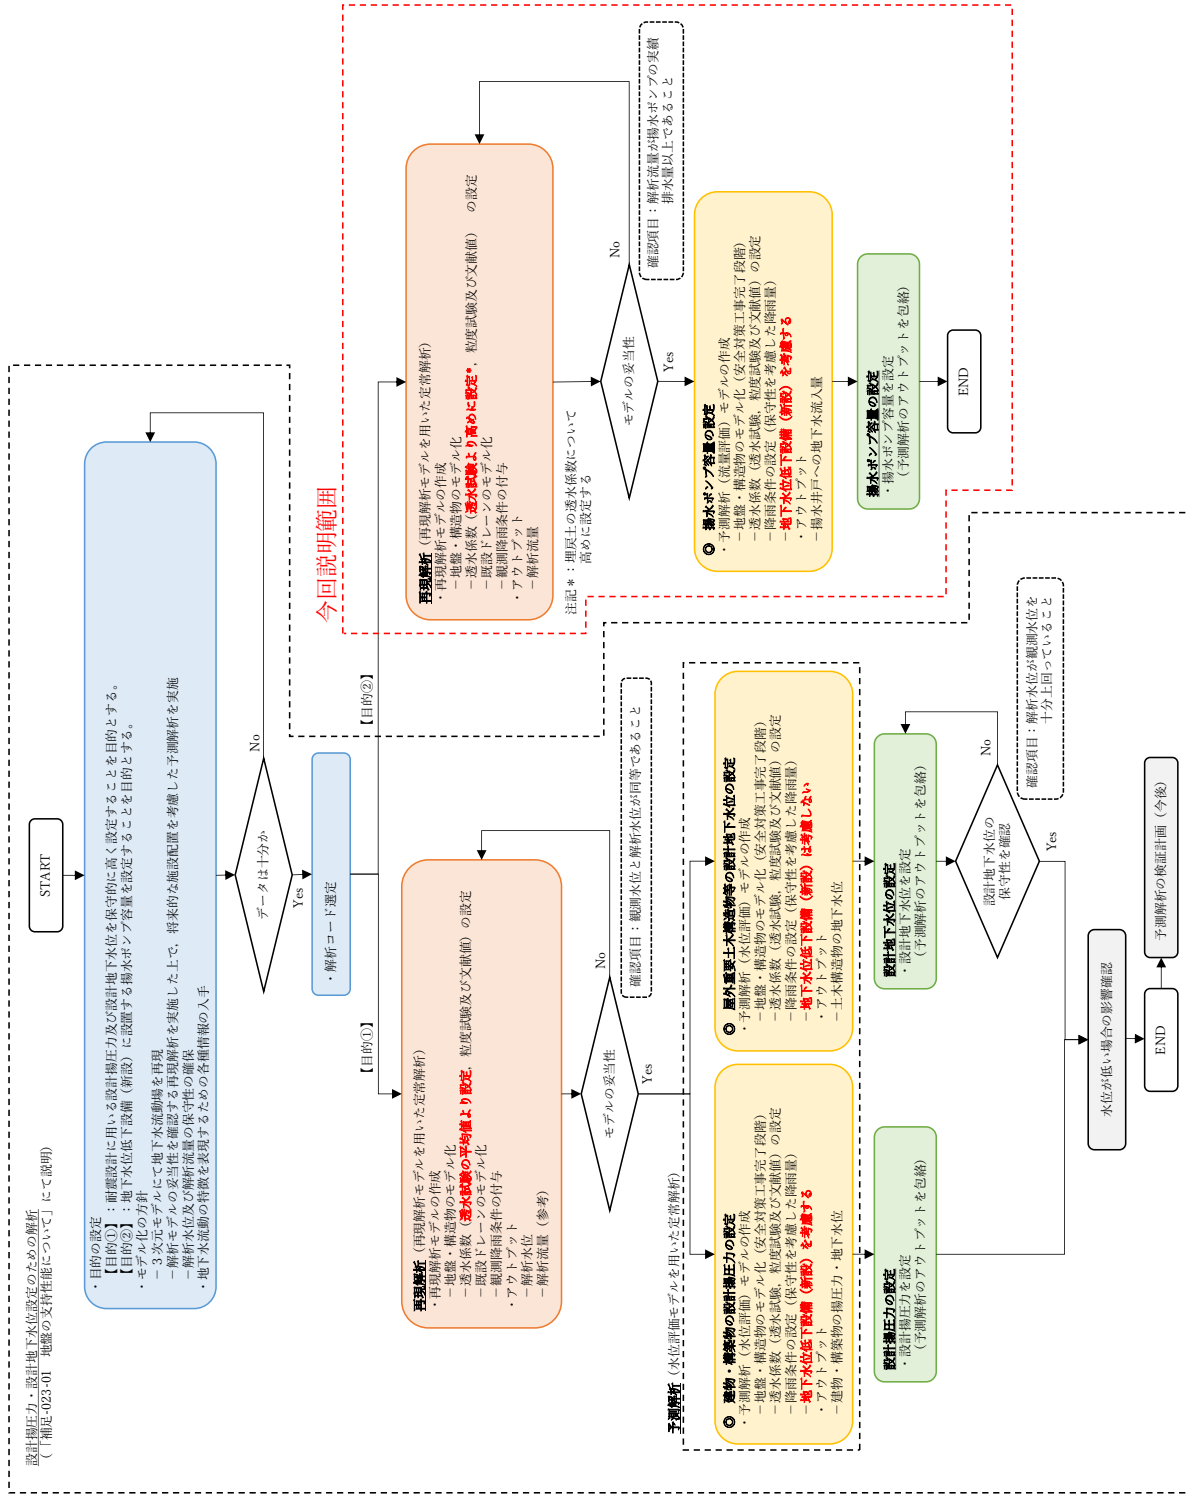 設計揚圧力・設計地下水位設定のための解析
（「補足-023-01　地盤の支持性能について」にて説明）
START
・目的の設定
【目的①】：耐震設計に用いる設計揚圧力及び設計地下水位を保守的に高く設定することを目的とする。
【目的②】：地下水位低下設備（新設）に設置する揚水ポンプ容量を設定することを目的とする。
・モデル化の方針
－３次元モデルにて地下水流動場を再現
－解析モデルの妥当性を確認する再現解析を実施した上で，将来的な施設配置を考慮した予測解析を実施
－解析水位及び解析流量の保守性の確保
・地下水流動の特徴を表現するための各種情報の入手
データは十分か
No
Yes
・解析コード選定
【目的①】
【目的②】
再現解析（再現解析モデルを用いた定常解析）
・再現解析モデルの作成
－地盤・構造物のモデル化
－透水係数（透水試験の平均値より設定，粒度試験及び文献値）の設定
－既設ドレーンのモデル化
－観測降雨条件の付与
・アウトプット
－解析水位
－解析流量（参考）
モデルの妥当性
No
Yes
確認項目：観測水位と解析水位が同等であること
予測解析（水位評価モデルを用いた定常解析）
◎　建物・構築物の設計揚圧力の設定
・予測解析（水位評価）モデルの作成
－地盤・構造物のモデル化（安全対策工事完了段階）
－透水係数（透水試験，粒度試験及び文献値）の設定
－降雨条件の設定（保守性を考慮した降雨量）
－地下水位低下設備（新設）を考慮する
・アウトプット
－建物・構築物の揚圧力・地下水位
◎　屋外重要土木構造物等の設計地下水位の設定
・予測解析（水位評価）モデルの作成
－地盤・構造物のモデル化（安全対策工事完了段階）
－透水係数（透水試験，粒度試験及び文献値）の設定
－降雨条件の設定（保守性を考慮した降雨量）
－地下水位低下設備（新設）は考慮しない
・アウトプット
－土木構造物の地下水位
設計揚圧力の設定
・設計揚圧力を設定
（予測解析のアウトプットを包絡）
設計地下水位の設定
・設計地下水位を設定
（予測解析のアウトプットを包絡）
設計地下水位の
保守性を確認
No
Yes
確認項目：解析水位が観測水位を
十分上回っていること
水位が低い場合の影響確認
END
予測解析の検証計画（今後）
今回説明範囲
再現解析（再現解析モデルを用いた定常解析）
・再現解析モデルの作成
－地盤・構造物のモデル化
－透水係数（透水試験より高めに設定*，粒度試験及び文献値）　の設定
－既設ドレーンのモデル化
－観測降雨条件の付与
・アウトプット
－解析流量
注記＊：埋戻土の透水係数について
高めに設定する
モデルの妥当性
No
Yes
確認項目：解析流量が揚水ポンプの実績
排水量以上であること
◎　揚水ポンプ容量の設定
・予測解析（流量評価）モデルの作成
－地盤・構造物のモデル化（安全対策工事完了段階）
－透水係数（透水試験，粒度試験及び文献値）の設定
－降雨条件の設定（保守性を考慮した降雨量）
－地下水位低下設備（新設）を考慮する
・アウトプット
－揚水井戸への地下水流入量
揚水ポンプ容量の設定
・揚水ポンプ容量を設定
（予測解析のアウトプットを包絡）
END